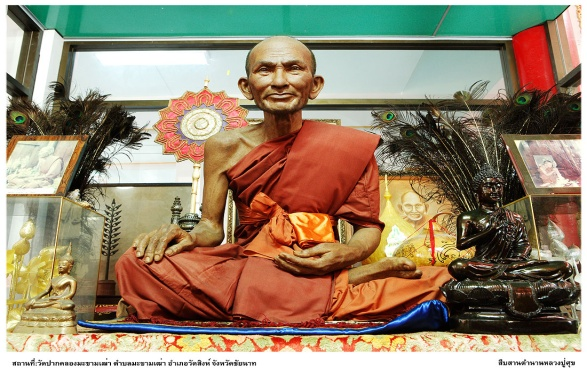 สถานที่:วัดปากคลองมะขามเฒ่า ตำบลมะขามเฒ่า อำเภอวัดสิงห์ จังหวัดชัยนาท
สืบสานตำนานหลวงปู่ศุข